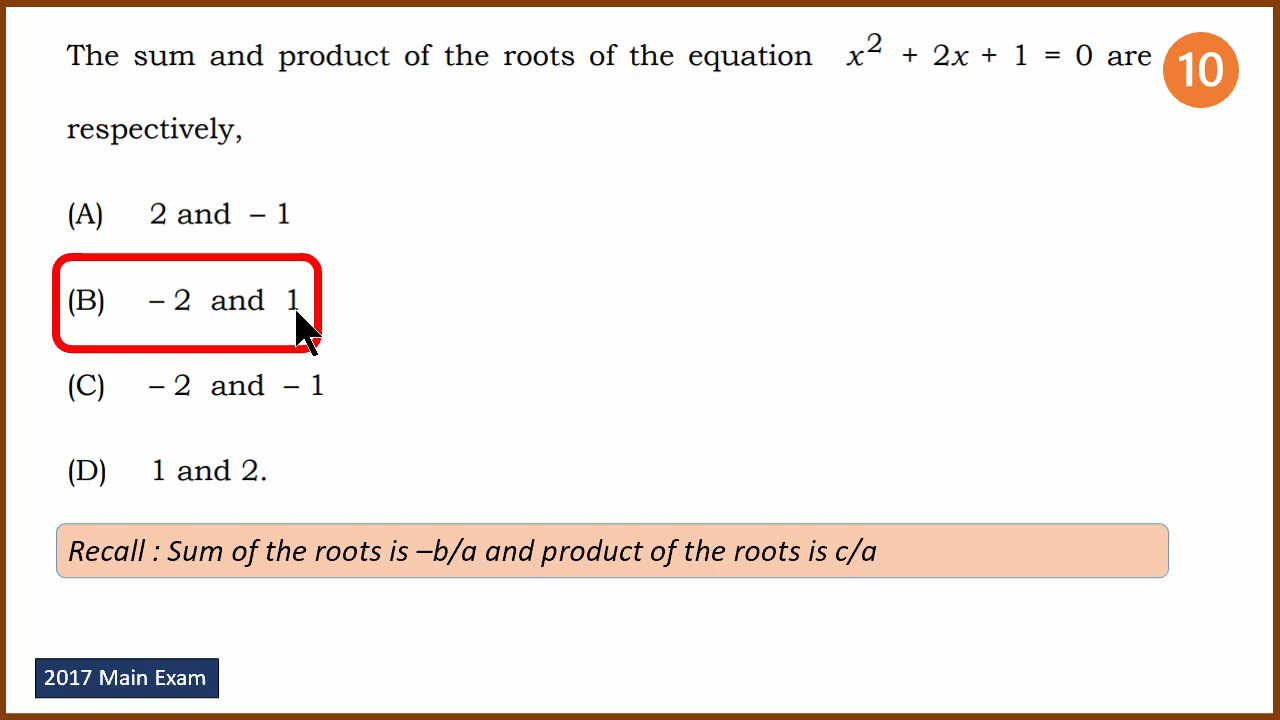 The sum and product of the roots of the equation x² + 2x + 1 = 0 are
10
respectively,
(A) 2 and – 1
(B) – 2 and 1
(C) – 2 and – 1
(D) 1 and 2.
Recall : Sum of the roots is –b/a and product of the roots is c/a
2017 Main Exam